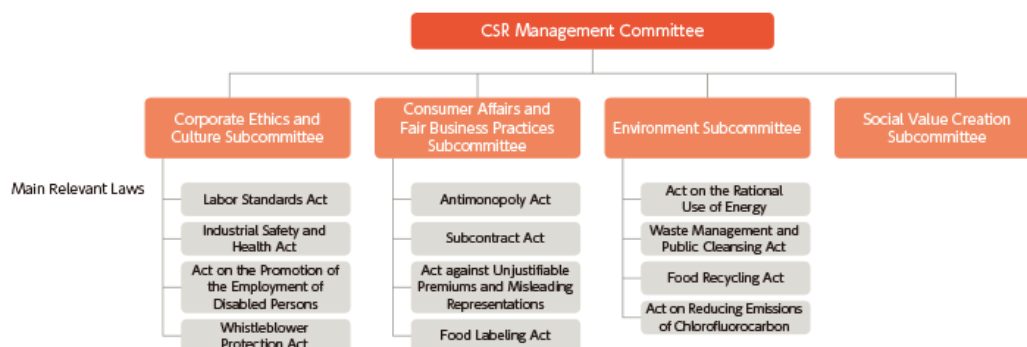 CSR Management Committee
Corporate Ethics and
Culture Subcommittee
Consumer Affairs and
Fair Business Practices
Subcommittee
Environment Subcommittee
Social Value Creation
Subcommittee
Main Relevant Laws
Labor Standards Act
Industrial Safety and
Health Act
Act on the Promotion of
the Employment of
Disabled Persons
Whistleblower
Protection Act
Antimonopoly Act
Subcontract Act
Act against Unjustifiable
Premiums and Misleading
Representations
Food Labeling Act
Act on the Rational
Use of Energy
Waste Management and
Public Cleansing Act
Food Recycling Act
Act on Reducing Emissions
of Chlorofluorocarbon